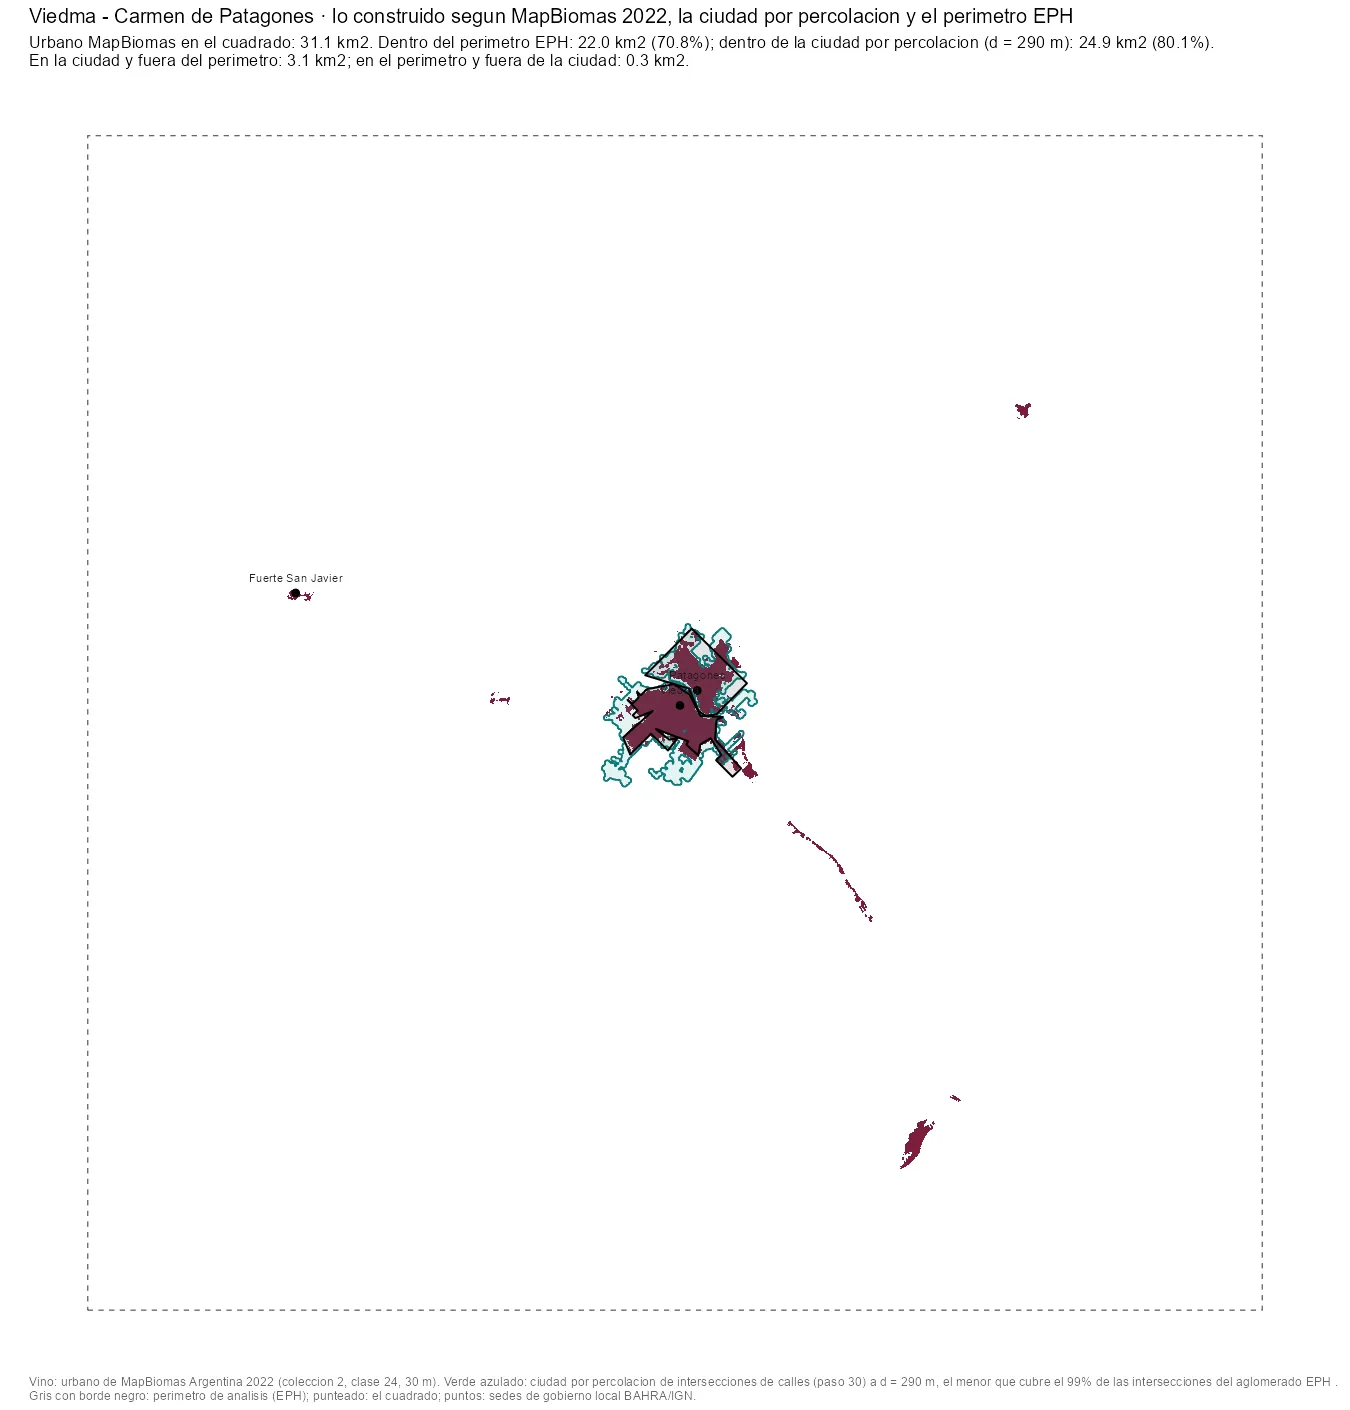 Viedma - Carmen de Patagones · lo construido segun MapBiomas 2022, la ciudad por percolacion y el perimetro EPH
Urbano MapBiomas en el cuadrado: 31.1 km2. Dentro del perimetro EPH: 22.0 km2 (70.8%); dentro de la ciudad por percolacion (d = 290 m): 24.9 km2 (80.1%).
En la ciudad y fuera del perimetro: 3.1 km2; en el perimetro y fuera de la ciudad: 0.3 km2.
Fuerte San Javier
Patagones
Vino: urbano de MapBiomas Argentina 2022 (coleccion 2, clase 24, 30 m). Verde azulado: ciudad por percolacion de intersecciones de calles (paso 30) a d = 290 m, el menor que cubre el 99% de las intersecciones del aglomerado EPH .
Gris con borde negro: perimetro de analisis (EPH); punteado: el cuadrado; puntos: sedes de gobierno local BAHRA/IGN.